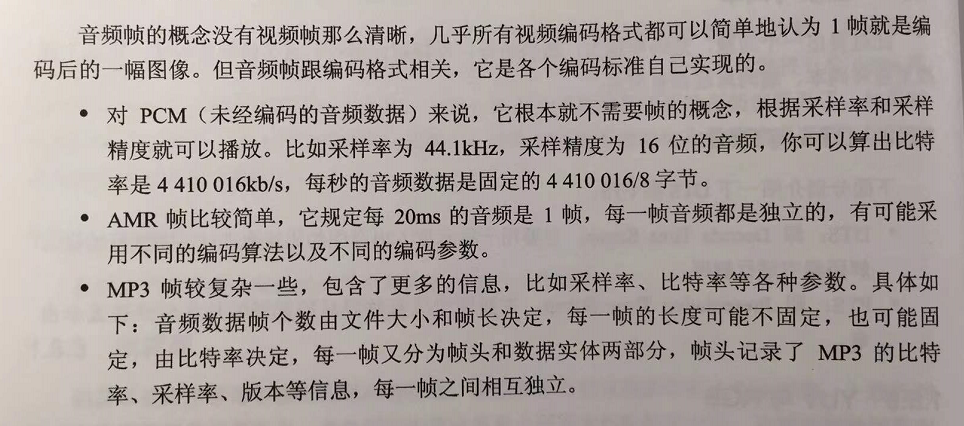 音频帧的概念没有视频帧那么清晰，几乎所有视频编码格式都可以简单地认为 1 帧就是编
码后的一幅图像。但音频帧跟编码格式相关，它是各个编码标准自己实现的。
• 对 PCM（未经编码的音频数据）来说，它根本就不需要帧的概念，根据采样率和采样
精度就可以播放。比如采样率为 44.1kHz，采样精度为 16 位的音频，你可以算出比特
率是 4 410 016kb/s，每秒的音频数据是固定的 4 410 016/8 字节。
• AMR 帧比较简单，它规定每 20ms 的音频是 1 帧，每一帧音频都是独立的，有可能采
用不同的编码算法以及不同的编码参数。
• MP3 帧较复杂一些，包含了更多的信息，比如采样率、比特率等各种参数。具体如
下：音频数据帧个数由文件大小和帧长决定，每一帧的长度可能不固定，也可能固
定，由比特率决定，每一帧又分为帧头和数据实体两部分，帧头记录了 MP3 的比特
率、采样率、版本等信息，每一帧之间相互独立。